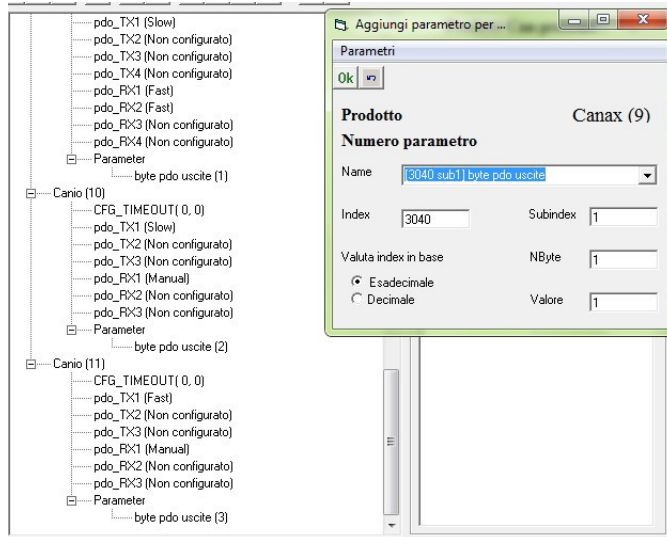 pdo_TX1 (Slow)
pdo_TX2 (Non configurato)
pdo_TX3 (Non configurato)
pdo_TX4 (Non configurato)
pdo_RX1 (Fast)
pdo_RX2 (Fast)
pdo_RX3 (Non configurato)
pdo_RX4 (Non configurato)
Parameter
byte pdo uscite (1)
Canio (10)
CFG_TIMEOUT( 0, 0)
pdo_TX1 (Slow)
pdo_TX2 (Non configurato)
pdo_TX3 (Non configurato)
pdo_RX1 (Manual)
pdo_RX2 (Non configurato)
pdo_RX3 (Non configurato)
Parameter
byte pdo uscite (2)
Canio (11)
CFG_TIMEOUT( 0, 0)
pdo_TX1 (Fast)
pdo_TX2 (Non configurato)
pdo_TX3 (Non configurato)
pdo_RX1 (Manual)
pdo_RX2 (Non configurato)
pdo_RX3 (Non configurato)
Parameter
byte pdo uscite (3)
Aggiungi parametro per ...
Parametri
Ok
Prodotto Canax (9)
Numero parametro
Name [3040 sub1] byte pdo uscite
Index 3040 Subindex 1
Valuta index in base NByte 1
Esadecimale
Decimale Valore 1